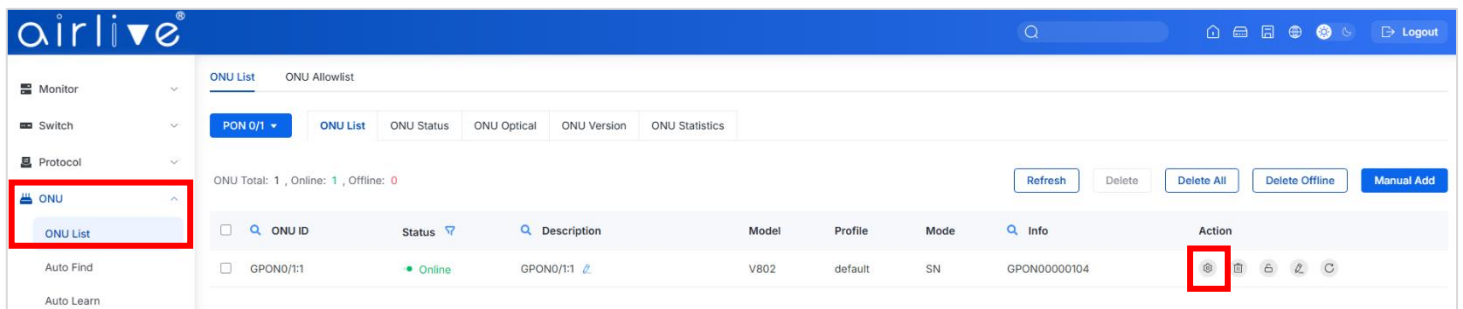 airlive®
Logout
Monitor
Switch
Protocol
ONU
ONU List
Auto Find
Auto Learn
ONU List ONU Allowlist
PON 0/1 ONU List ONU Status ONU Optical ONU Version ONU Statistics
ONU Total: 1 , Online: 1 , Offline: 0
Refresh Delete Delete All Delete Offline Manual Add
ONU ID Status Description Model Profile Mode Info Action
GPON0/1:1 Online GPON0/1:1 V802 default SN GPON00000104